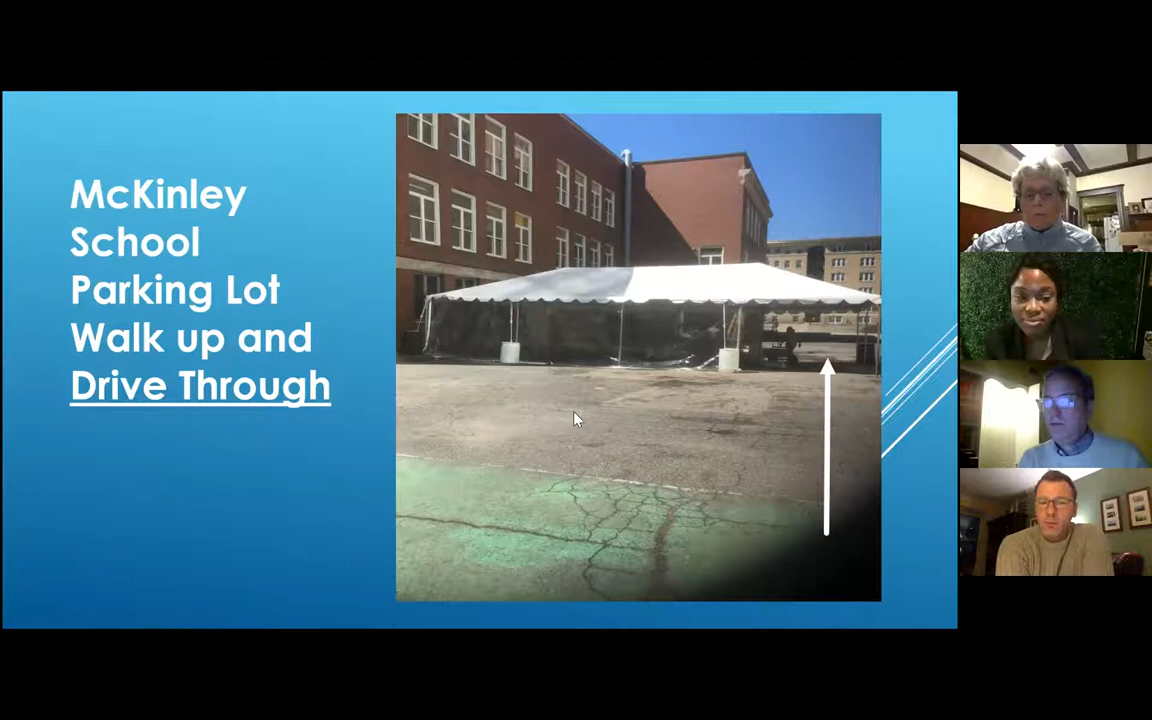 McKinley
School
Parking Lot
Walk up and
Drive Through